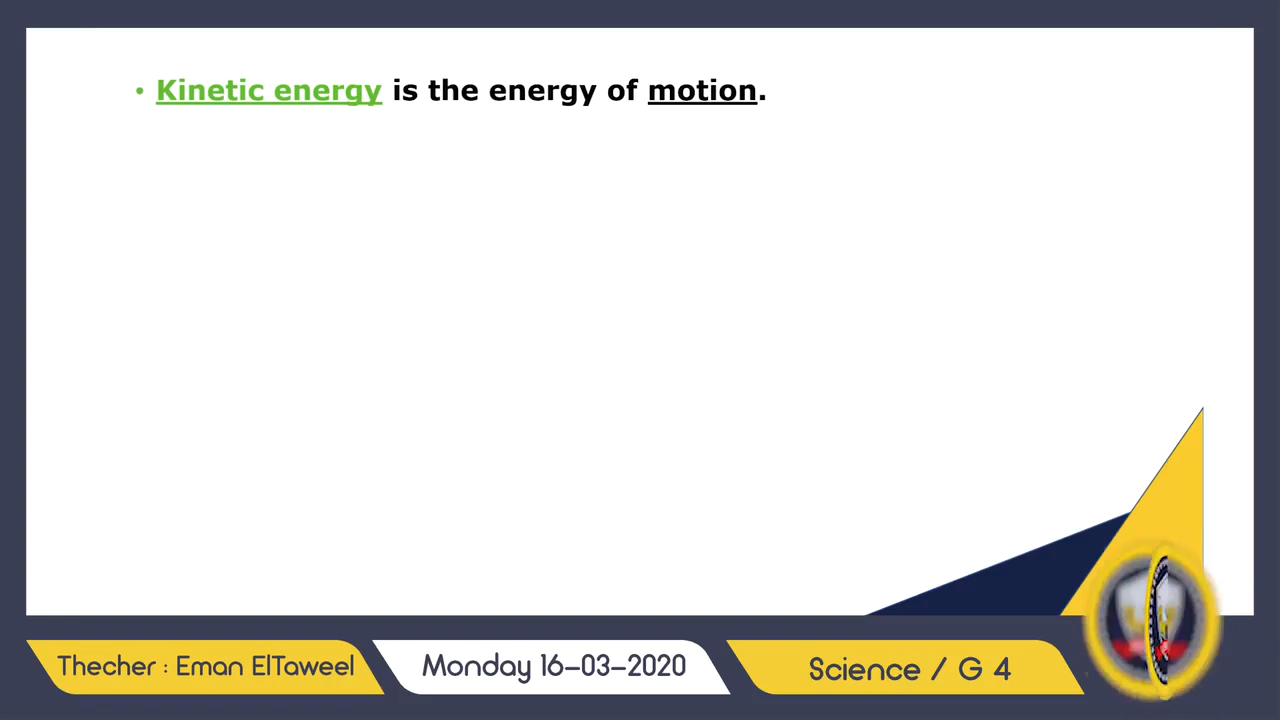 • Kinetic energy is the energy of motion.
Thecher : Eman ElTaweel
Monday 16-03-2020
Science / G 4